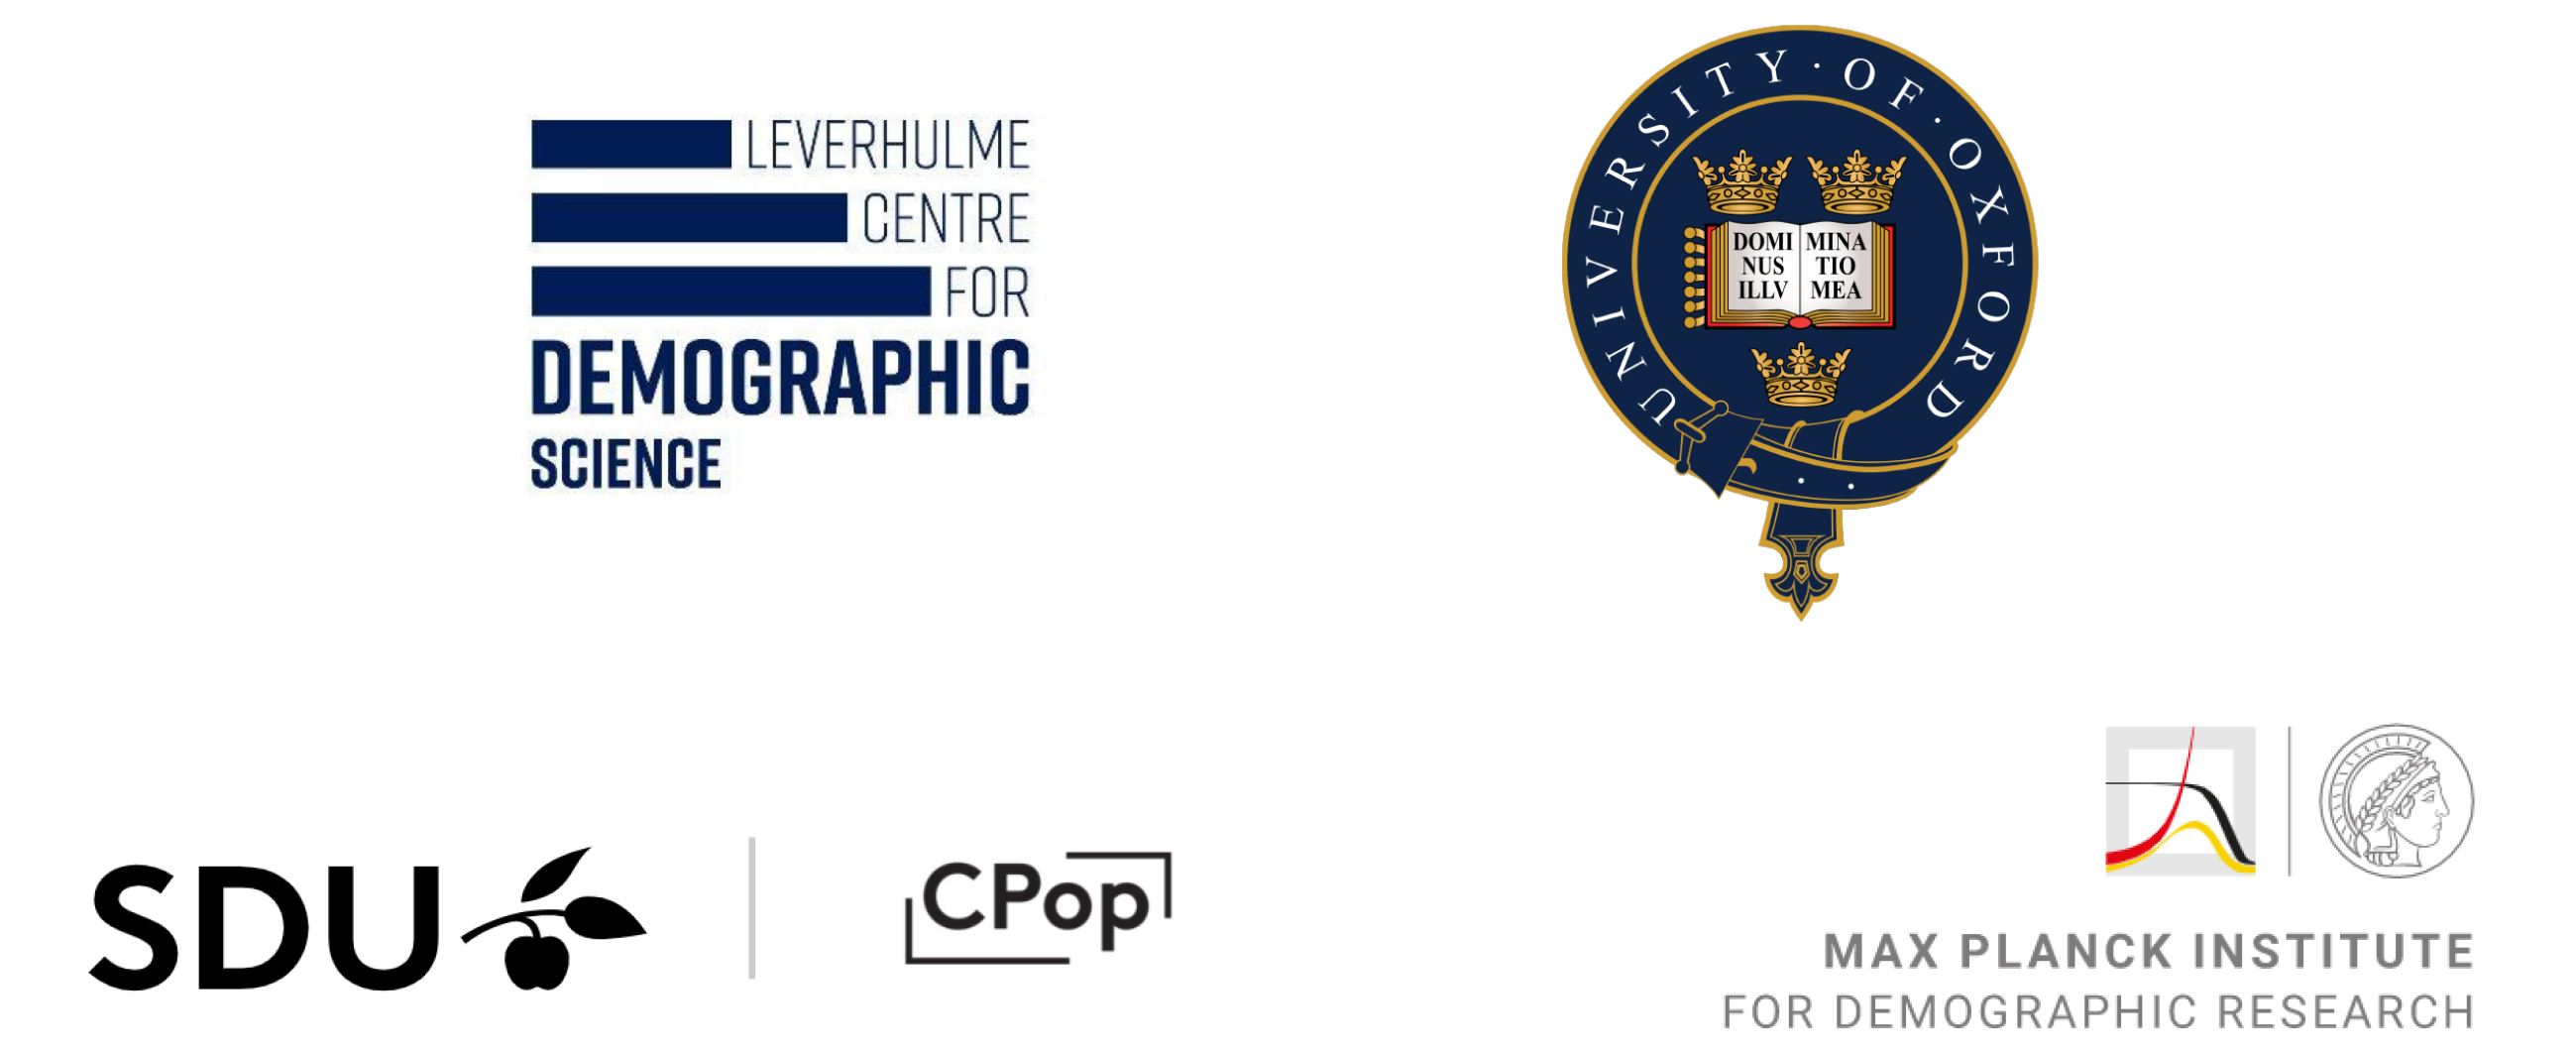 LEVERHULME
CENTRE
FOR
DEMOGRAPHIC
SCIENCE
UNIVERSITY · OF · OXFORD
DOMI MINA
NUS TIO
ILLV MEA
SDU
CPop
MAX PLANCK INSTITUTE
FOR DEMOGRAPHIC RESEARCH